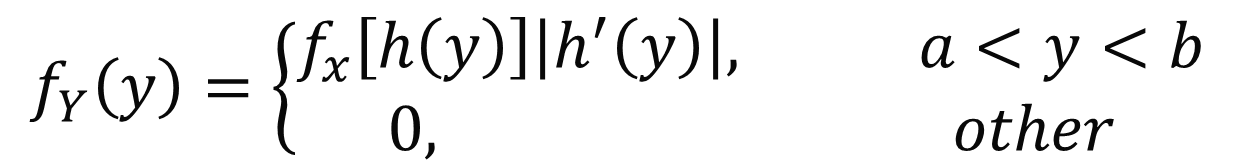 f_Y(y) = { f_x[h(y)]|h′(y)|, a < y < b
0, other